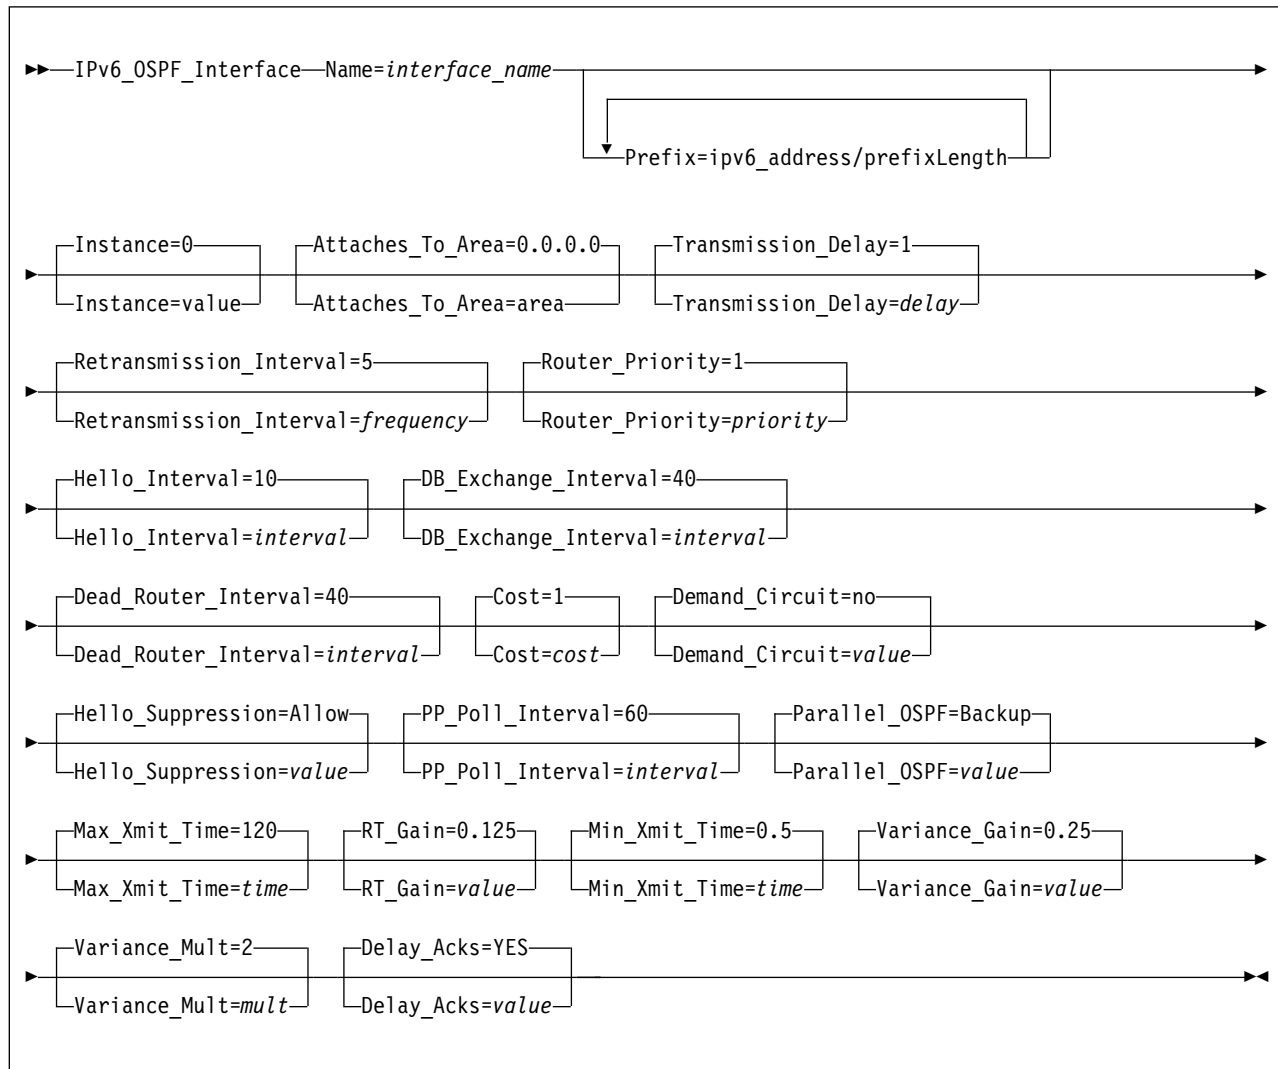 IPv6_OSPF_Interface Name=interface_name
Prefix=ipv6_address/prefixLength
Instance=0 Attaches_To_Area=0.0.0.0 Transmission_Delay=1
Instance=value Attaches_To_Area=area Transmission_Delay=delay
Retransmission_Interval=5 Router_Priority=1
Retransmission_Interval=frequency Router_Priority=priority
Hello_Interval=10 DB_Exchange_Interval=40
Hello_Interval=interval DB_Exchange_Interval=interval
Dead_Router_Interval=40 Cost=1 Demand_Circuit=no
Dead_Router_Interval=interval Cost=cost Demand_Circuit=value
Hello_Suppression=Allow PP_Poll_Interval=60 Parallel_OSPF=Backup
Hello_Suppression=value PP_Poll_Interval=interval Parallel_OSPF=value
Max_Xmit_Time=120 RT_Gain=0.125 Min_Xmit_Time=0.5 Variance_Gain=0.25
Max_Xmit_Time=time RT_Gain=value Min_Xmit_Time=time Variance_Gain=value
Variance_Mult=2 Delay_Acks=YES
Variance_Mult=mult Delay_Acks=value